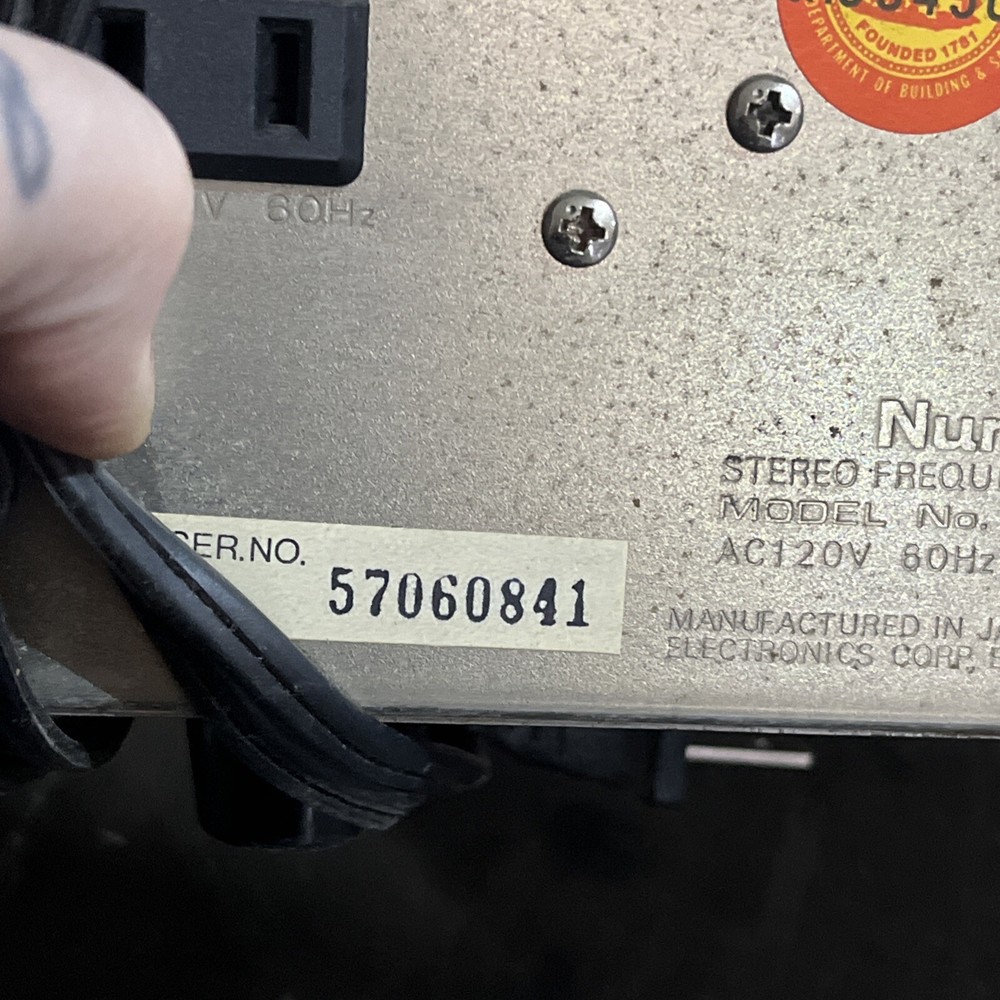 FOUNDED 1781
DEPARTMENT OF BUILDING &
V 60Hz
Nu
STEREO FREQU
MODEL No.
AC120V 60Hz
SER.NO. 57060841
MANUFACTURED IN J
ELECTRONICS CORP.